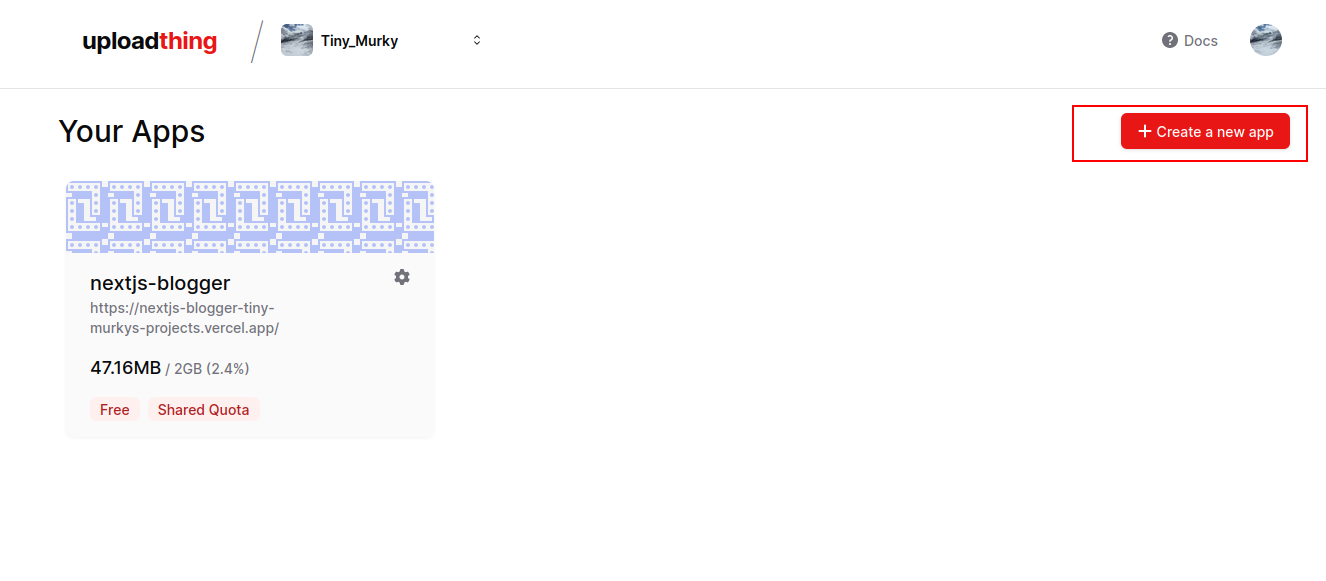 uploadthing
Tiny_Murky
? Docs
Your Apps
+ Create a new app
nextjs-blogger
https://nextjs-blogger-tiny-
murkys-projects.vercel.app/
47.16MB / 2GB (2.4%)
Free
Shared Quota